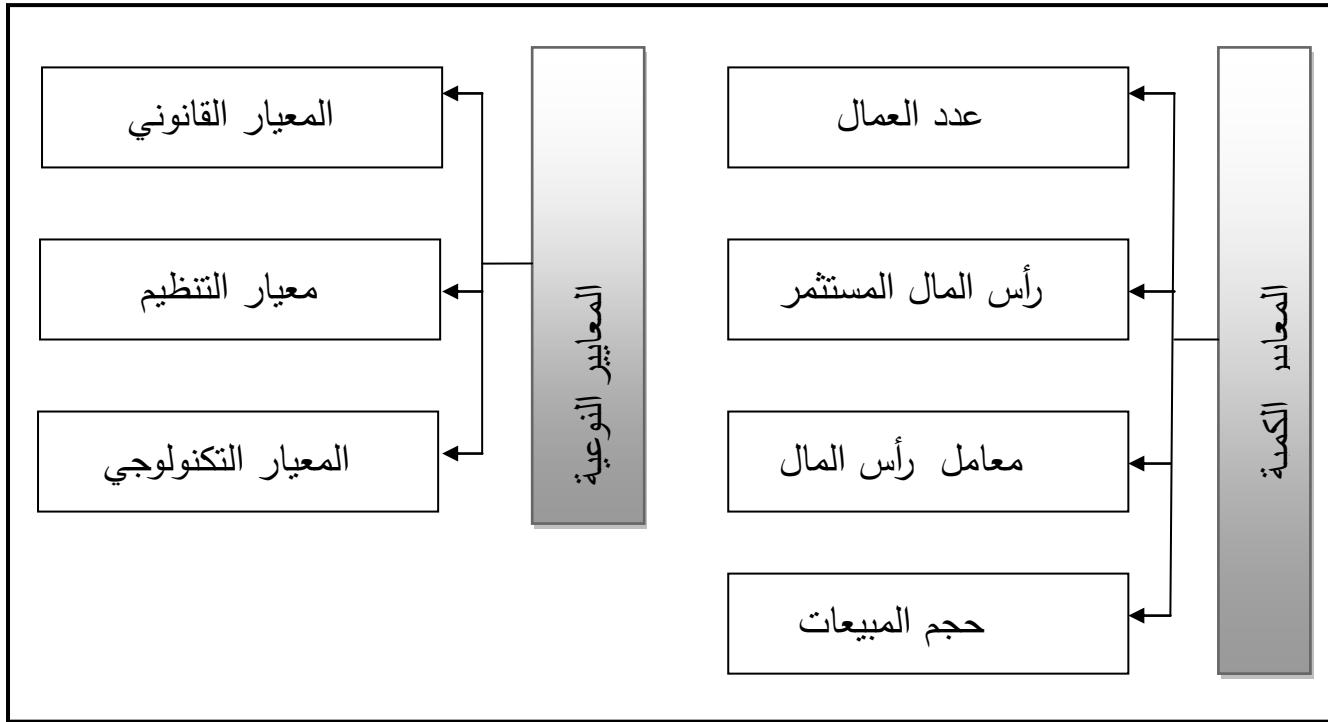 المعايير الكمية
عدد العمال
رأس المال المستثمر
معامل رأس المال
حجم المبيعات
المعايير النوعية
المعيار القانوني
معيار التنظيم
المعيار التكنولوجي